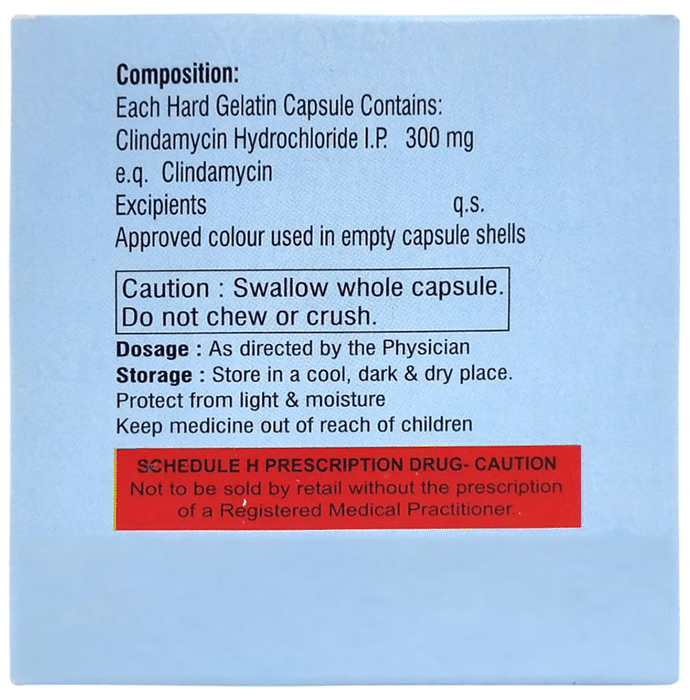 Composition:
Each Hard Gelatin Capsule Contains:
Clindamycin Hydrochloride I.P. 300 mg
e.q. Clindamycin
Excipients q.s.
Approved colour used in empty capsule shells
Caution : Swallow whole capsule.
Do not chew or crush.
Dosage : As directed by the Physician
Storage : Store in a cool, dark & dry place.
Protect from light & moisture
Keep medicine out of reach of children
SCHEDULE H PRESCRIPTION DRUG- CAUTION
Not to be sold by retail without the prescription
of a Registered Medical Practitioner.